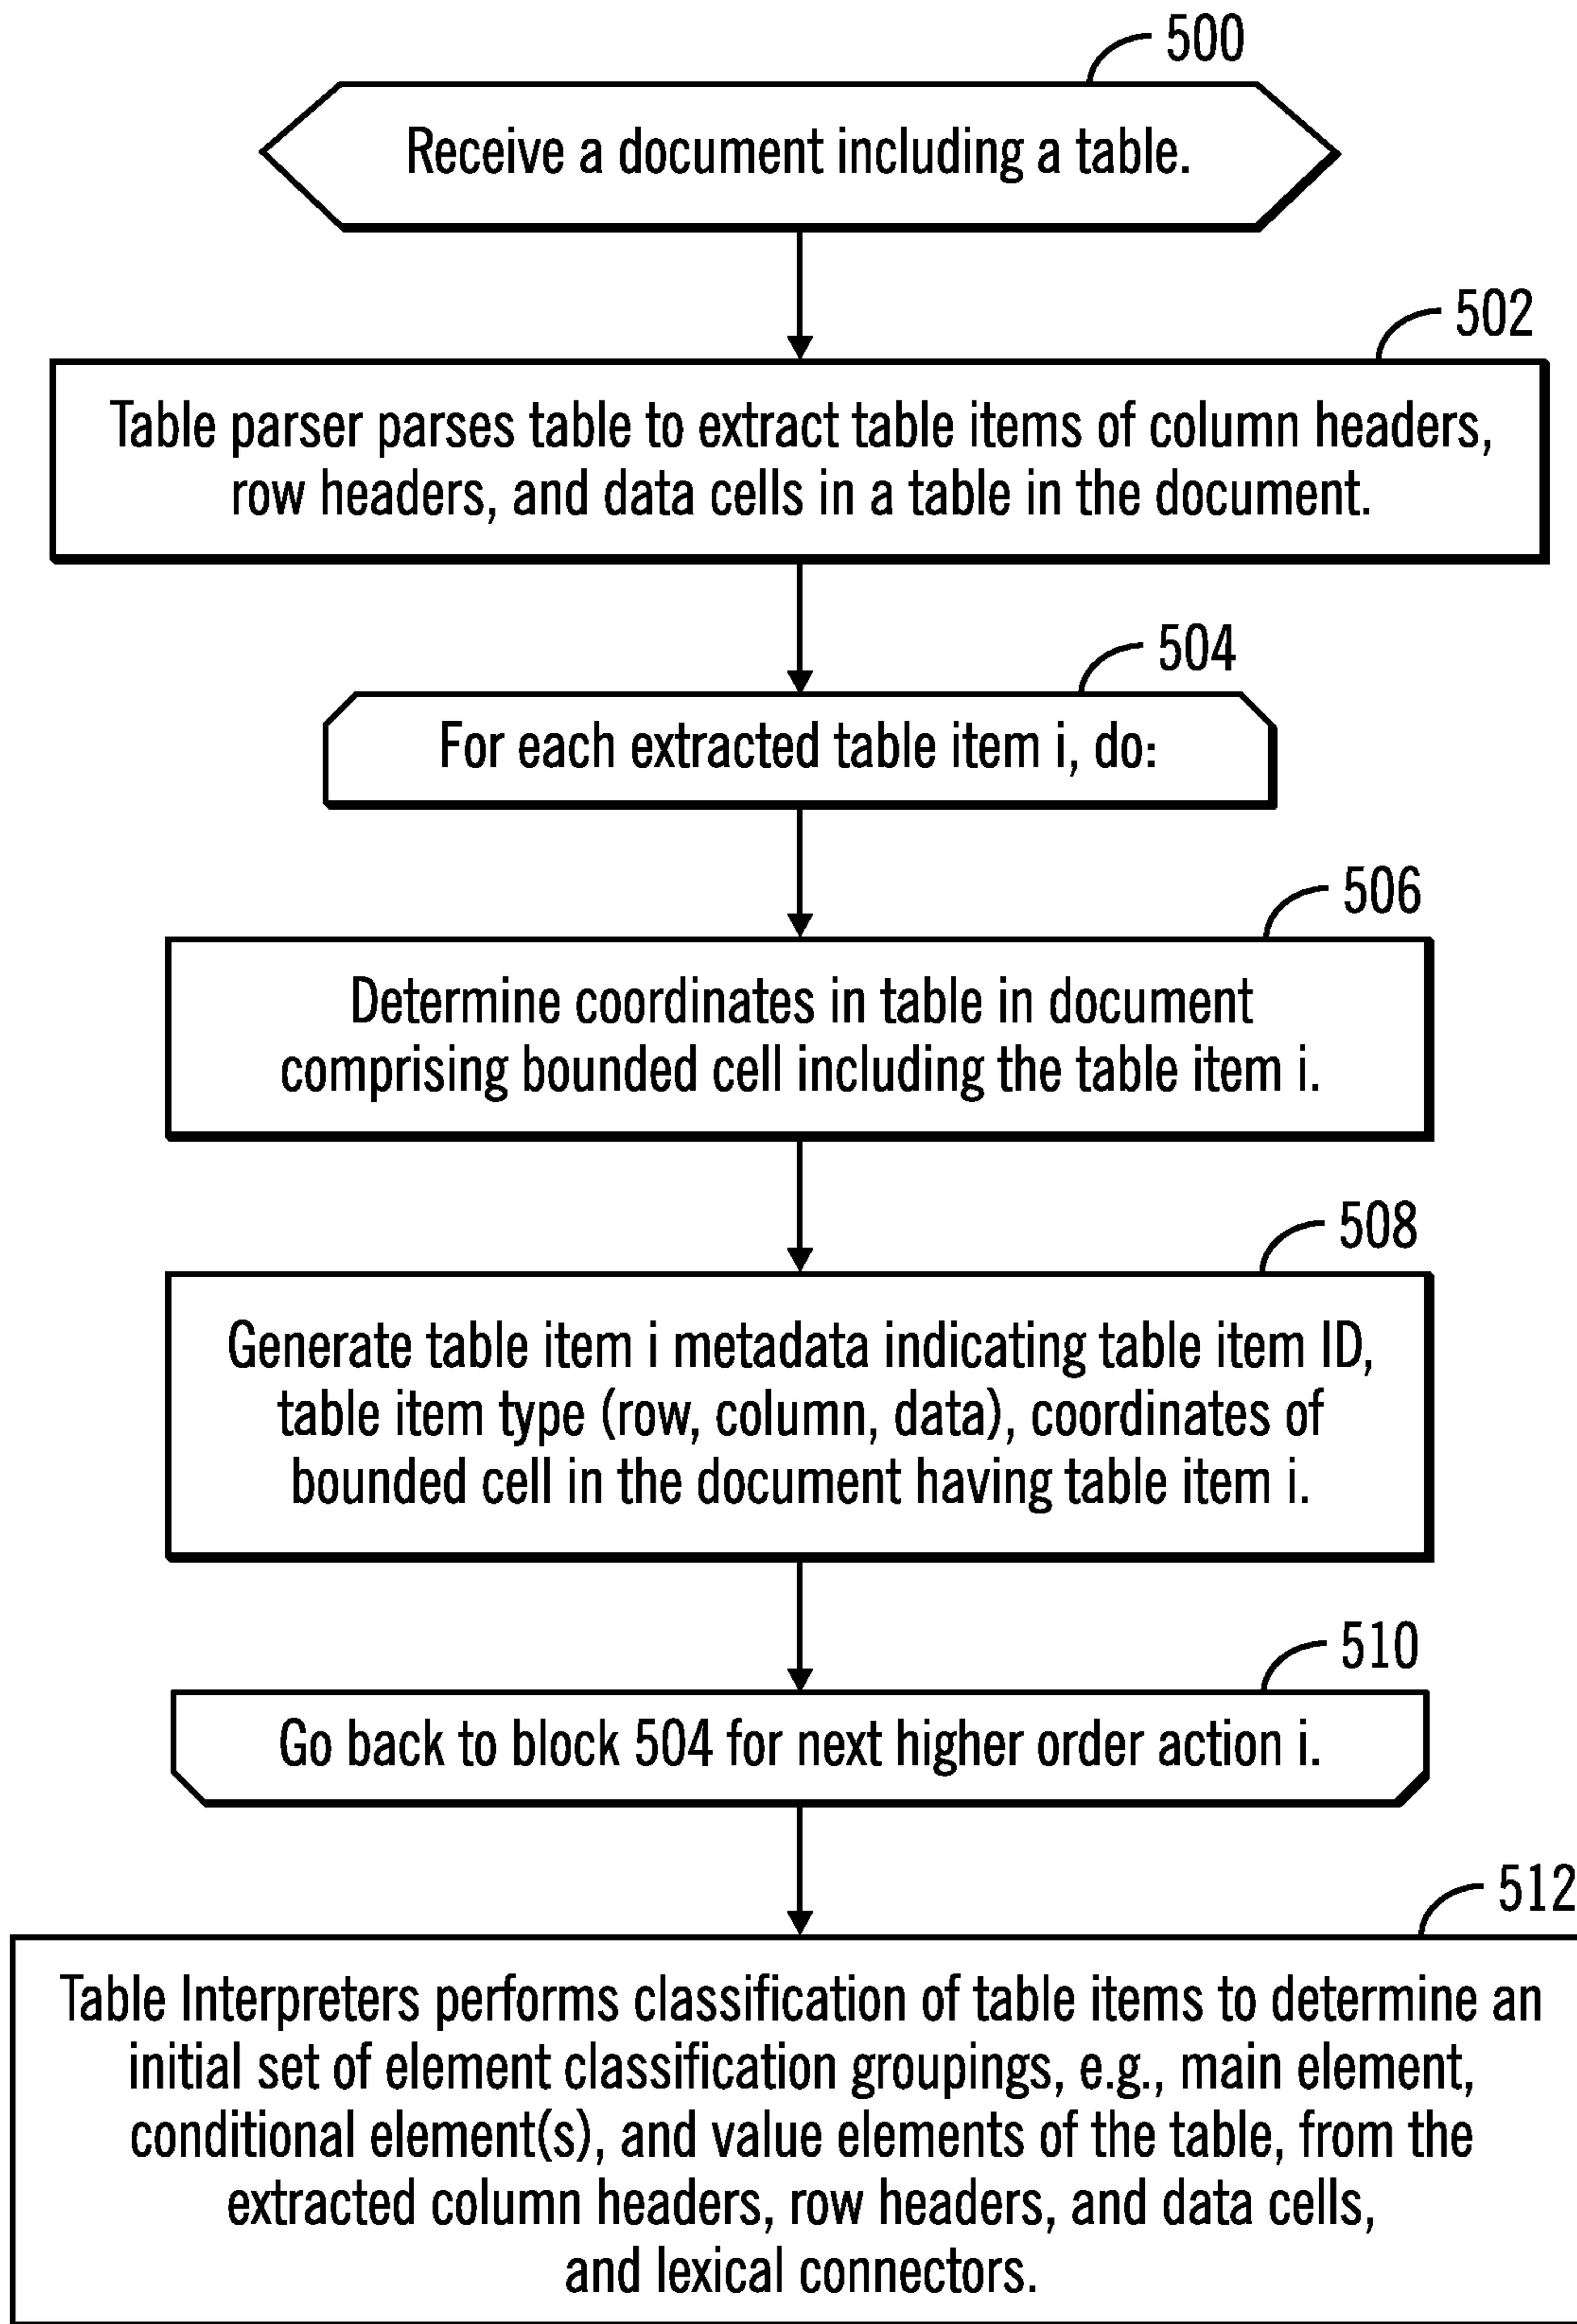 500
Receive a document including a table.
502
Table parser parses table to extract table items of column headers,
row headers, and data cells in a table in the document.
504
For each extracted table item i, do:
506
Determine coordinates in table in document
comprising bounded cell including the table item i.
508
Generate table item i metadata indicating table item ID,
table item type (row, column, data), coordinates of
bounded cell in the document having table item i.
510
Go back to block 504 for next higher order action i.
512
Table Interpreters performs classification of table items to determine an
initial set of element classification groupings, e.g., main element,
conditional element(s), and value elements of the table, from the
extracted column headers, row headers, and data cells,
and lexical connectors.